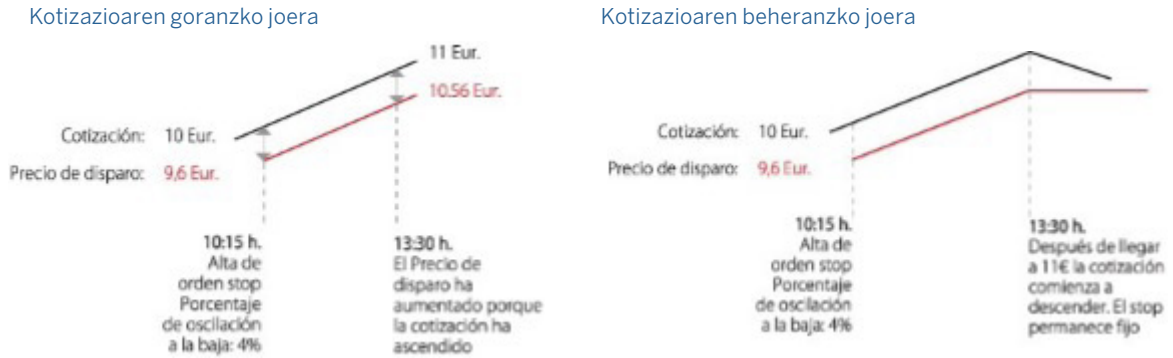 Kotizazioaren goranzko joera
11 Eur.
10.56 Eur.
Cotización: 10 Eur.
Precio de disparo: 9,6 Eur.
10:15 h.
Alta de
orden stop
Porcentaje
de oscilación
a la baja: 4%
13:30 h.
El Precio de
disparo ha
aumentado porque
la cotización ha
ascendido
Kotizazioaren beheranzko joera
Cotización: 10 Eur.
Precio de disparo: 9,6 Eur.
10:15 h.
Alta de
orden stop
Porcentaje
de oscilación
a la baja: 4%
13:30 h.
Después de llegar
a 11€ la cotización
comienza a
descender. El stop
permanece fijo